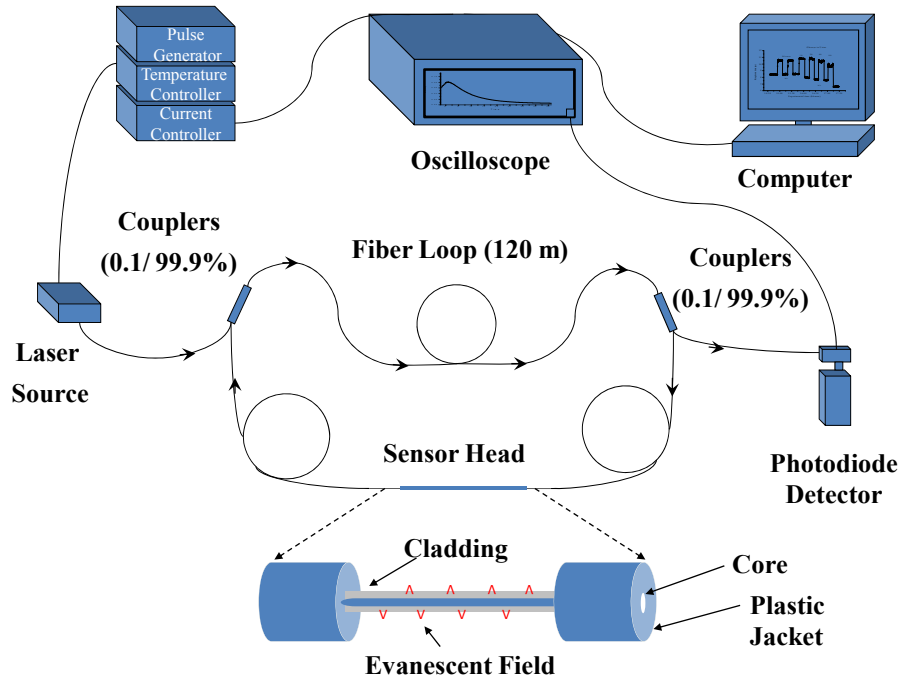 Pulse
Generator
Temperature
Controller
Current
Controller
Oscilloscope
Computer
Couplers
(0.1/ 99.9%)
Fiber Loop (120 m)
Couplers
(0.1/ 99.9%)
Laser
Source
Sensor Head
Photodiode
Detector
Cladding
Core
Plastic
Jacket
Evanescent Field